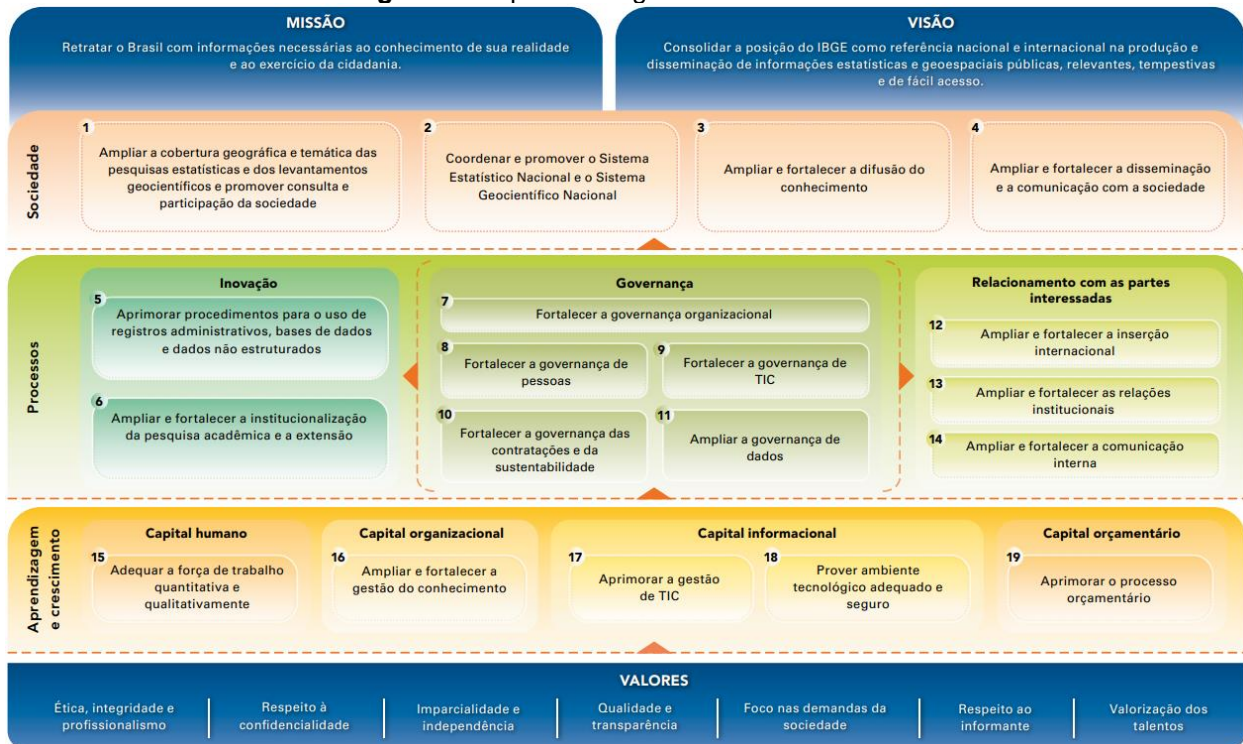 MISSÃO
Retratar o Brasil com informações necessárias ao conhecimento de sua realidade
e ao exercício da cidadania.
VISÃO
Consolidar a posição do IBGE como referência nacional e internacional na produção e
disseminação de informações estatísticas e geoespaciais públicas, relevantes, tempestivas
e de fácil acesso.
Sociedade
1
Ampliar a cobertura geográfica e temática das
pesquisas estatísticas e dos levantamentos
geocientíficos e promover consulta e
participação da sociedade
2
Coordenar e promover o Sistema
Estatístico Nacional e o Sistema
Geocientífico Nacional
3
Ampliar e fortalecer a difusão do
conhecimento
4
Ampliar e fortalecer a disseminação
e a comunicação com a sociedade
Processos
Inovação
5
Aprimorar procedimentos para o uso de
registros administrativos, bases de dados
e dados não estruturados
6
Ampliar e fortalecer a institucionalização
da pesquisa acadêmica e a extensão
Governança
7
Fortalecer a governança organizacional
8
Fortalecer a governança de
pessoas
9
Fortalecer a governança de
TIC
10
Fortalecer a governança das
contratações e da
sustentabilidade
11
Ampliar a governança de
dados
Relacionamento com as partes
interessadas
12
Ampliar e fortalecer a inserção
internacional
13
Ampliar e fortalecer as relações
institucionais
14
Ampliar e fortalecer a comunicação
interna
Aprendizagem
e crescimento
Capital humano
15
Adequar a força de trabalho
quantitativa e
qualitativamente
Capital organizacional
16
Ampliar e fortalecer a
gestão do conhecimento
Capital informacional
17
Aprimorar a gestão
de TIC
18
Prover ambiente
tecnológico adequado e
seguro
Capital orçamentário
19
Aprimorar o processo
orçamentário
VALORES
Ética, integridade e
profissionalismo
Respeito à
confidencialidade
Imparcialidade e
independência
Qualidade e
transparência
Foco nas demandas da
sociedade
Respeito ao
informante
Valorização dos
talentos